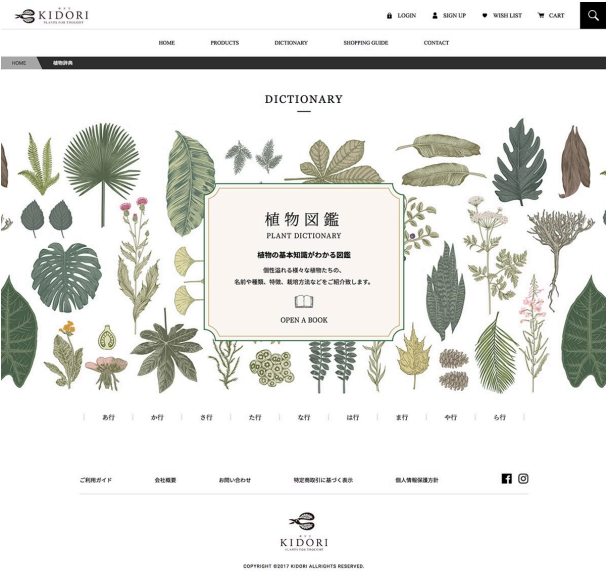 KIDORI
PLANTS FOR THOUGHT
LOGIN
SIGN UP
WISH LIST
CART
HOME
PRODUCTS
DICTIONARY
SHOPPING GUIDE
CONTACT
HOME
植物辞典
DICTIONARY
植物図鑑
PLANT DICTIONARY
植物の基本知識がわかる図鑑
個性溢れる様々な植物たちの、
名前や種類、特徴、栽培方法などをご紹介致します。
OPEN A BOOK
あ行
か行
さ行
た行
な行
は行
ま行
や行
ら行
ご利用ガイド
会社概要
お問い合わせ
特定商取引に基づく表示
個人情報保護方針
KIDORI
PLANTS FOR THOUGHT
COPYRIGHT ©2017 KIDORI ALLRIGHTS RESERVED.